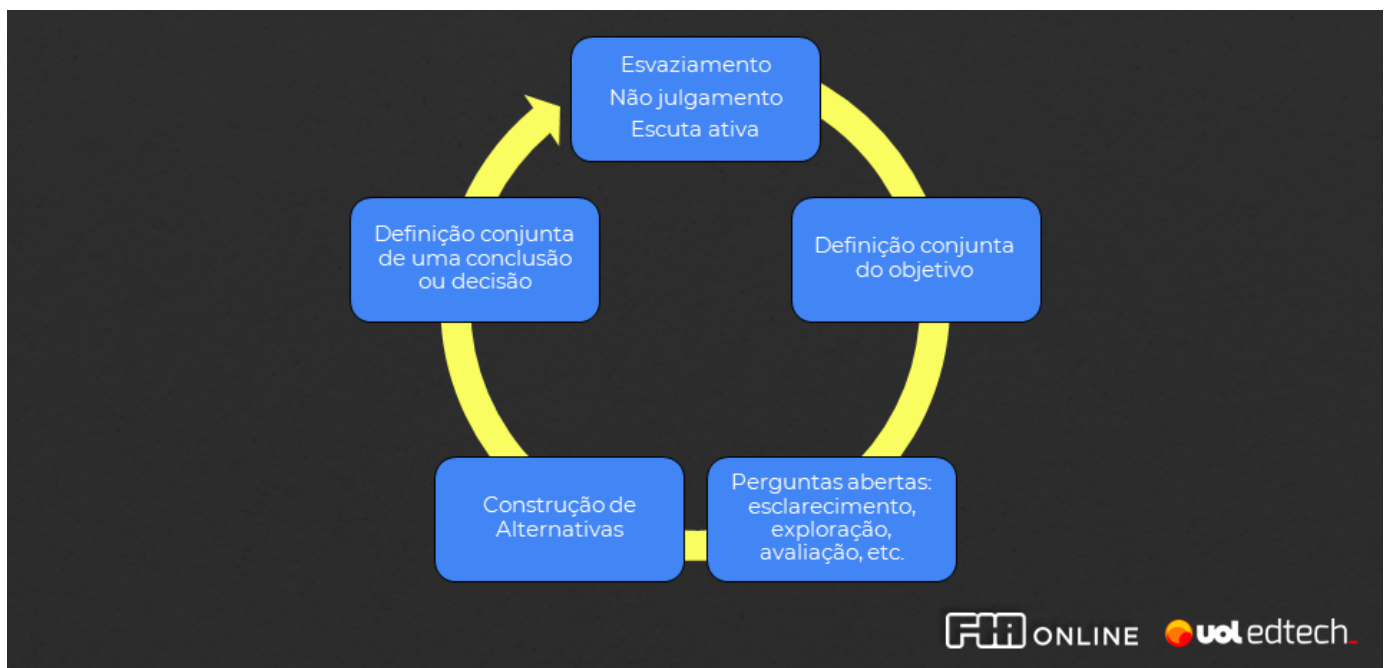 Esvaziamento
Não julgamento
Escuta ativa
Definição conjunta
do objetivo
Perguntas abertas:
esclarecimento,
exploração,
avaliação, etc.
Construção de
Alternativas
Definição conjunta
de uma conclusão
ou decisão
FIA ONLINE
uol edtech_